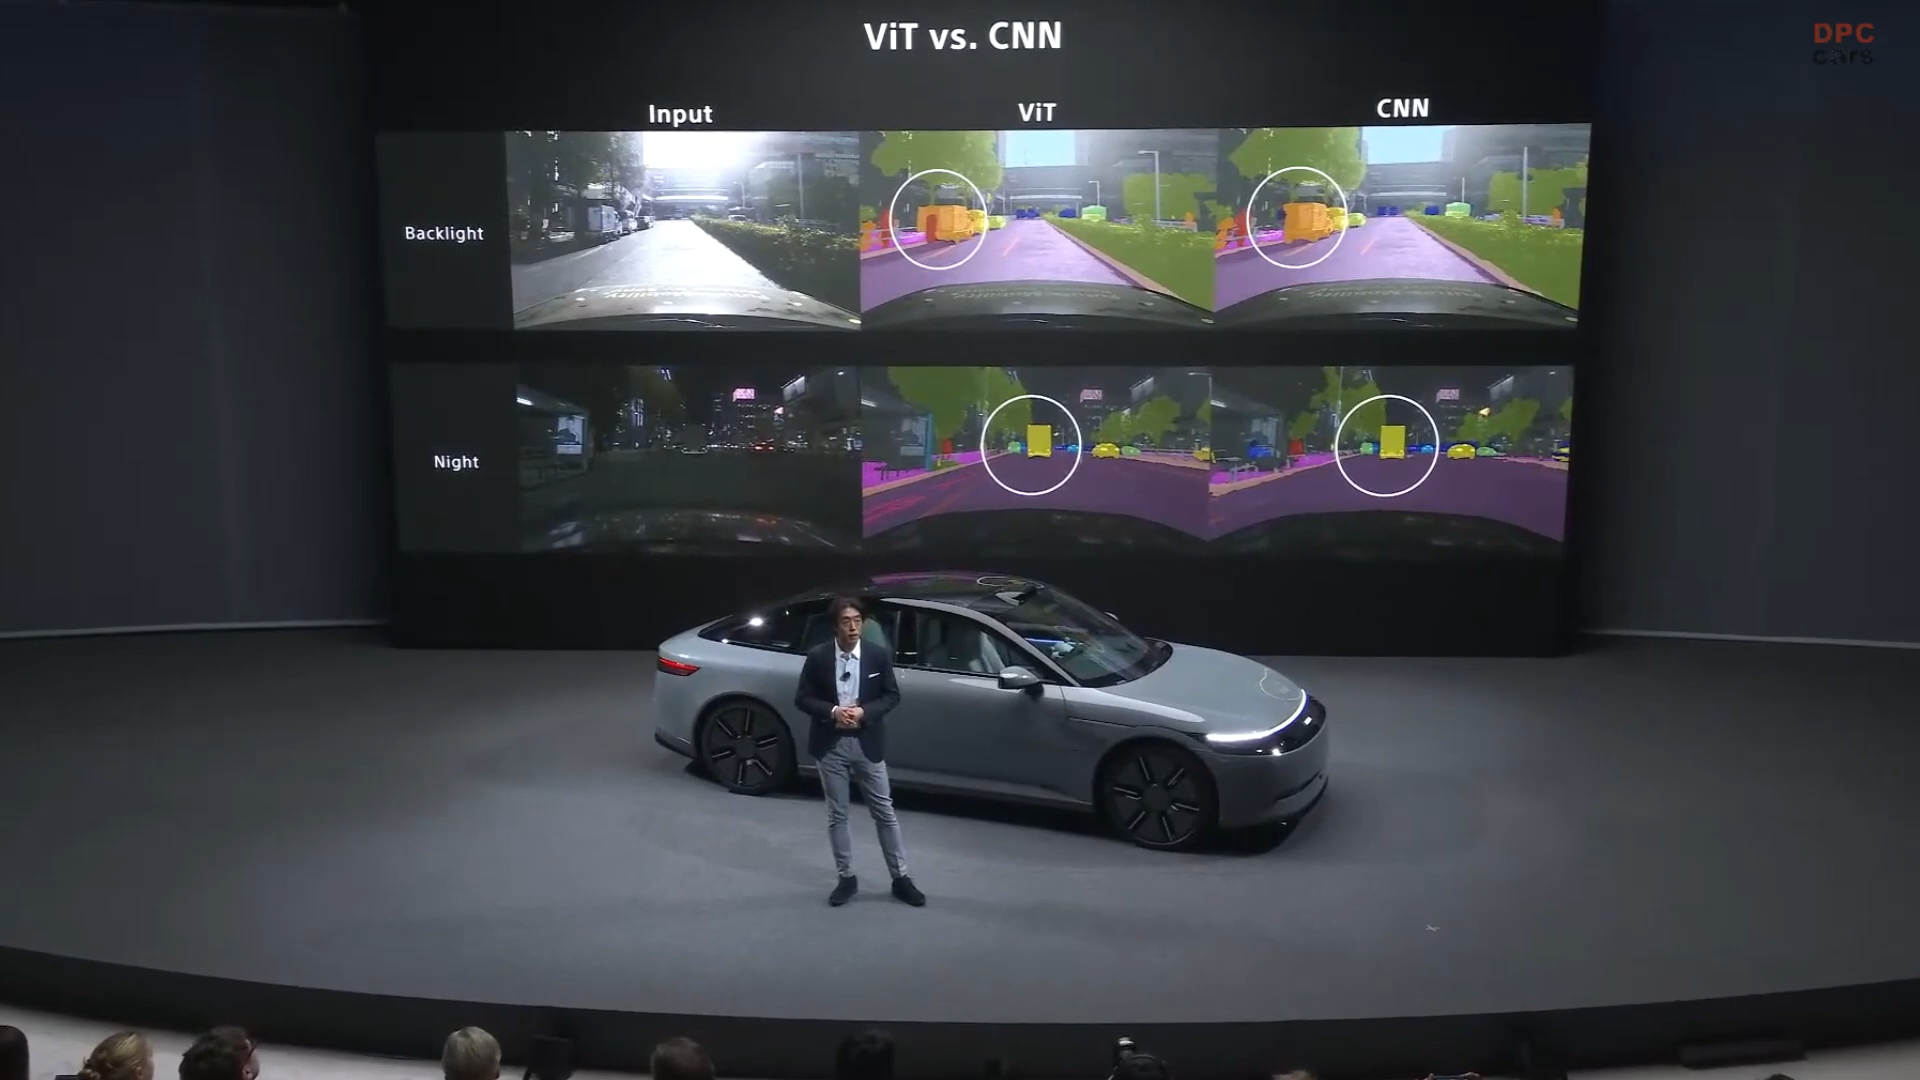 ViT vs. CNN
DPC
cars
Input
ViT
CNN
Backlight
Night